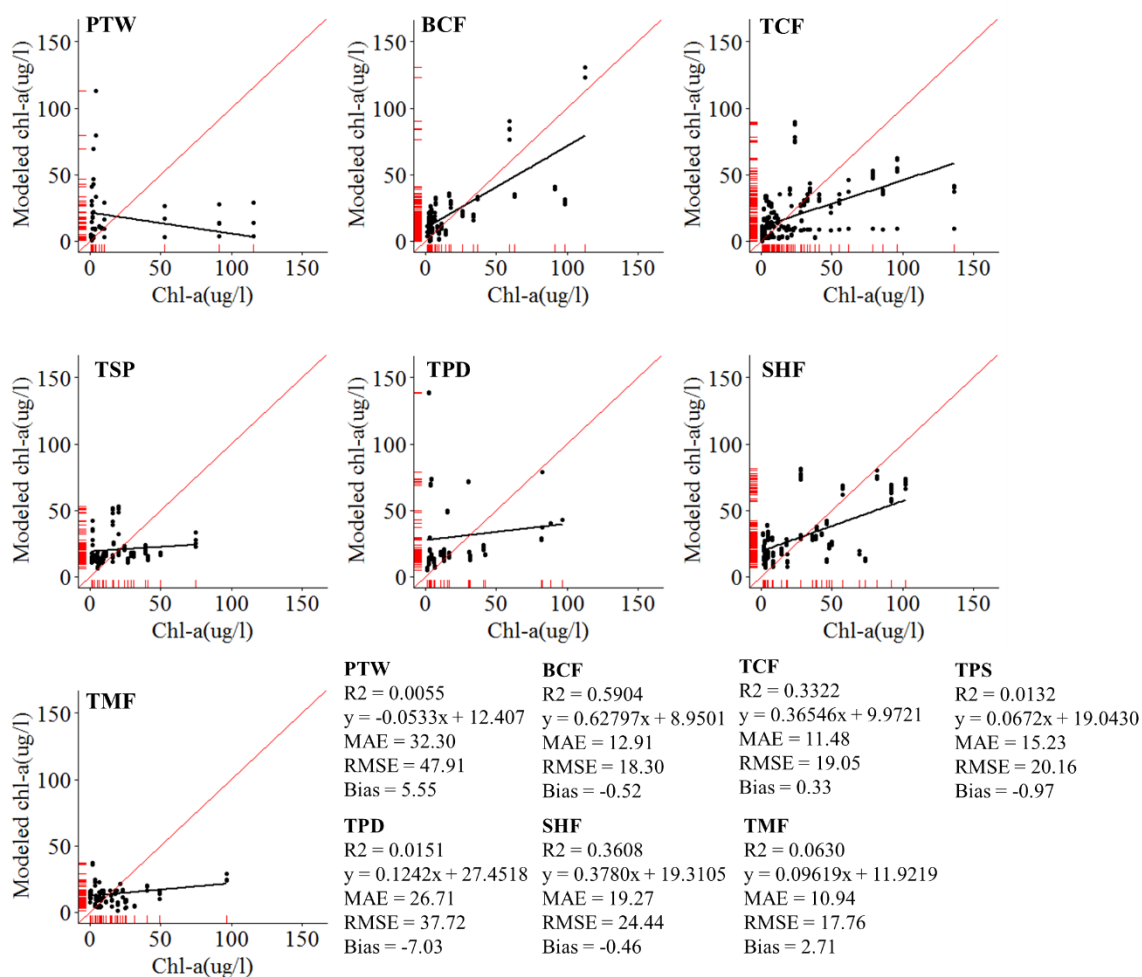 PTW
BCF
TCF
Modeled chl-a(ug/l)
150
100
50
0
0 50 100 150
Chl-a(ug/l)
Modeled chl-a(ug/l)
150
100
50
0
0 50 100 150
Chl-a(ug/l)
Modeled chl-a(ug/l)
150
100
50
0
0 50 100 150
Chl-a(ug/l)
TSP
TPD
SHF
Modeled chl-a(ug/l)
150
100
50
0
0 50 100 150
Chl-a(ug/l)
Modeled chl-a(ug/l)
150
100
50
0
0 50 100 150
Chl-a(ug/l)
Modeled chl-a(ug/l)
150
100
50
0
0 50 100 150
Chl-a(ug/l)
TMF
Modeled chl-a(ug/l)
150
100
50
0
0 50 100 150
Chl-a(ug/l)
PTW
R2 = 0.0055
y = -0.0533x + 12.407
MAE = 32.30
RMSE = 47.91
Bias = 5.55
BCF
R2 = 0.5904
y = 0.62797x + 8.9501
MAE = 12.91
RMSE = 18.30
Bias = -0.52
TCF
R2 = 0.3322
y = 0.36546x + 9.9721
MAE = 11.48
RMSE = 19.05
Bias = 0.33
TPS
R2 = 0.0132
y = 0.0672x + 19.0430
MAE = 15.23
RMSE = 20.16
Bias = -0.97
TPD
R2 = 0.0151
y = 0.1242x + 27.4518
MAE = 26.71
RMSE = 37.72
Bias = -7.03
SHF
R2 = 0.3608
y = 0.3780x + 19.3105
MAE = 19.27
RMSE = 24.44
Bias = -0.46
TMF
R2 = 0.0630
y = 0.09619x + 11.9219
MAE = 10.94
RMSE = 17.76
Bias = 2.71